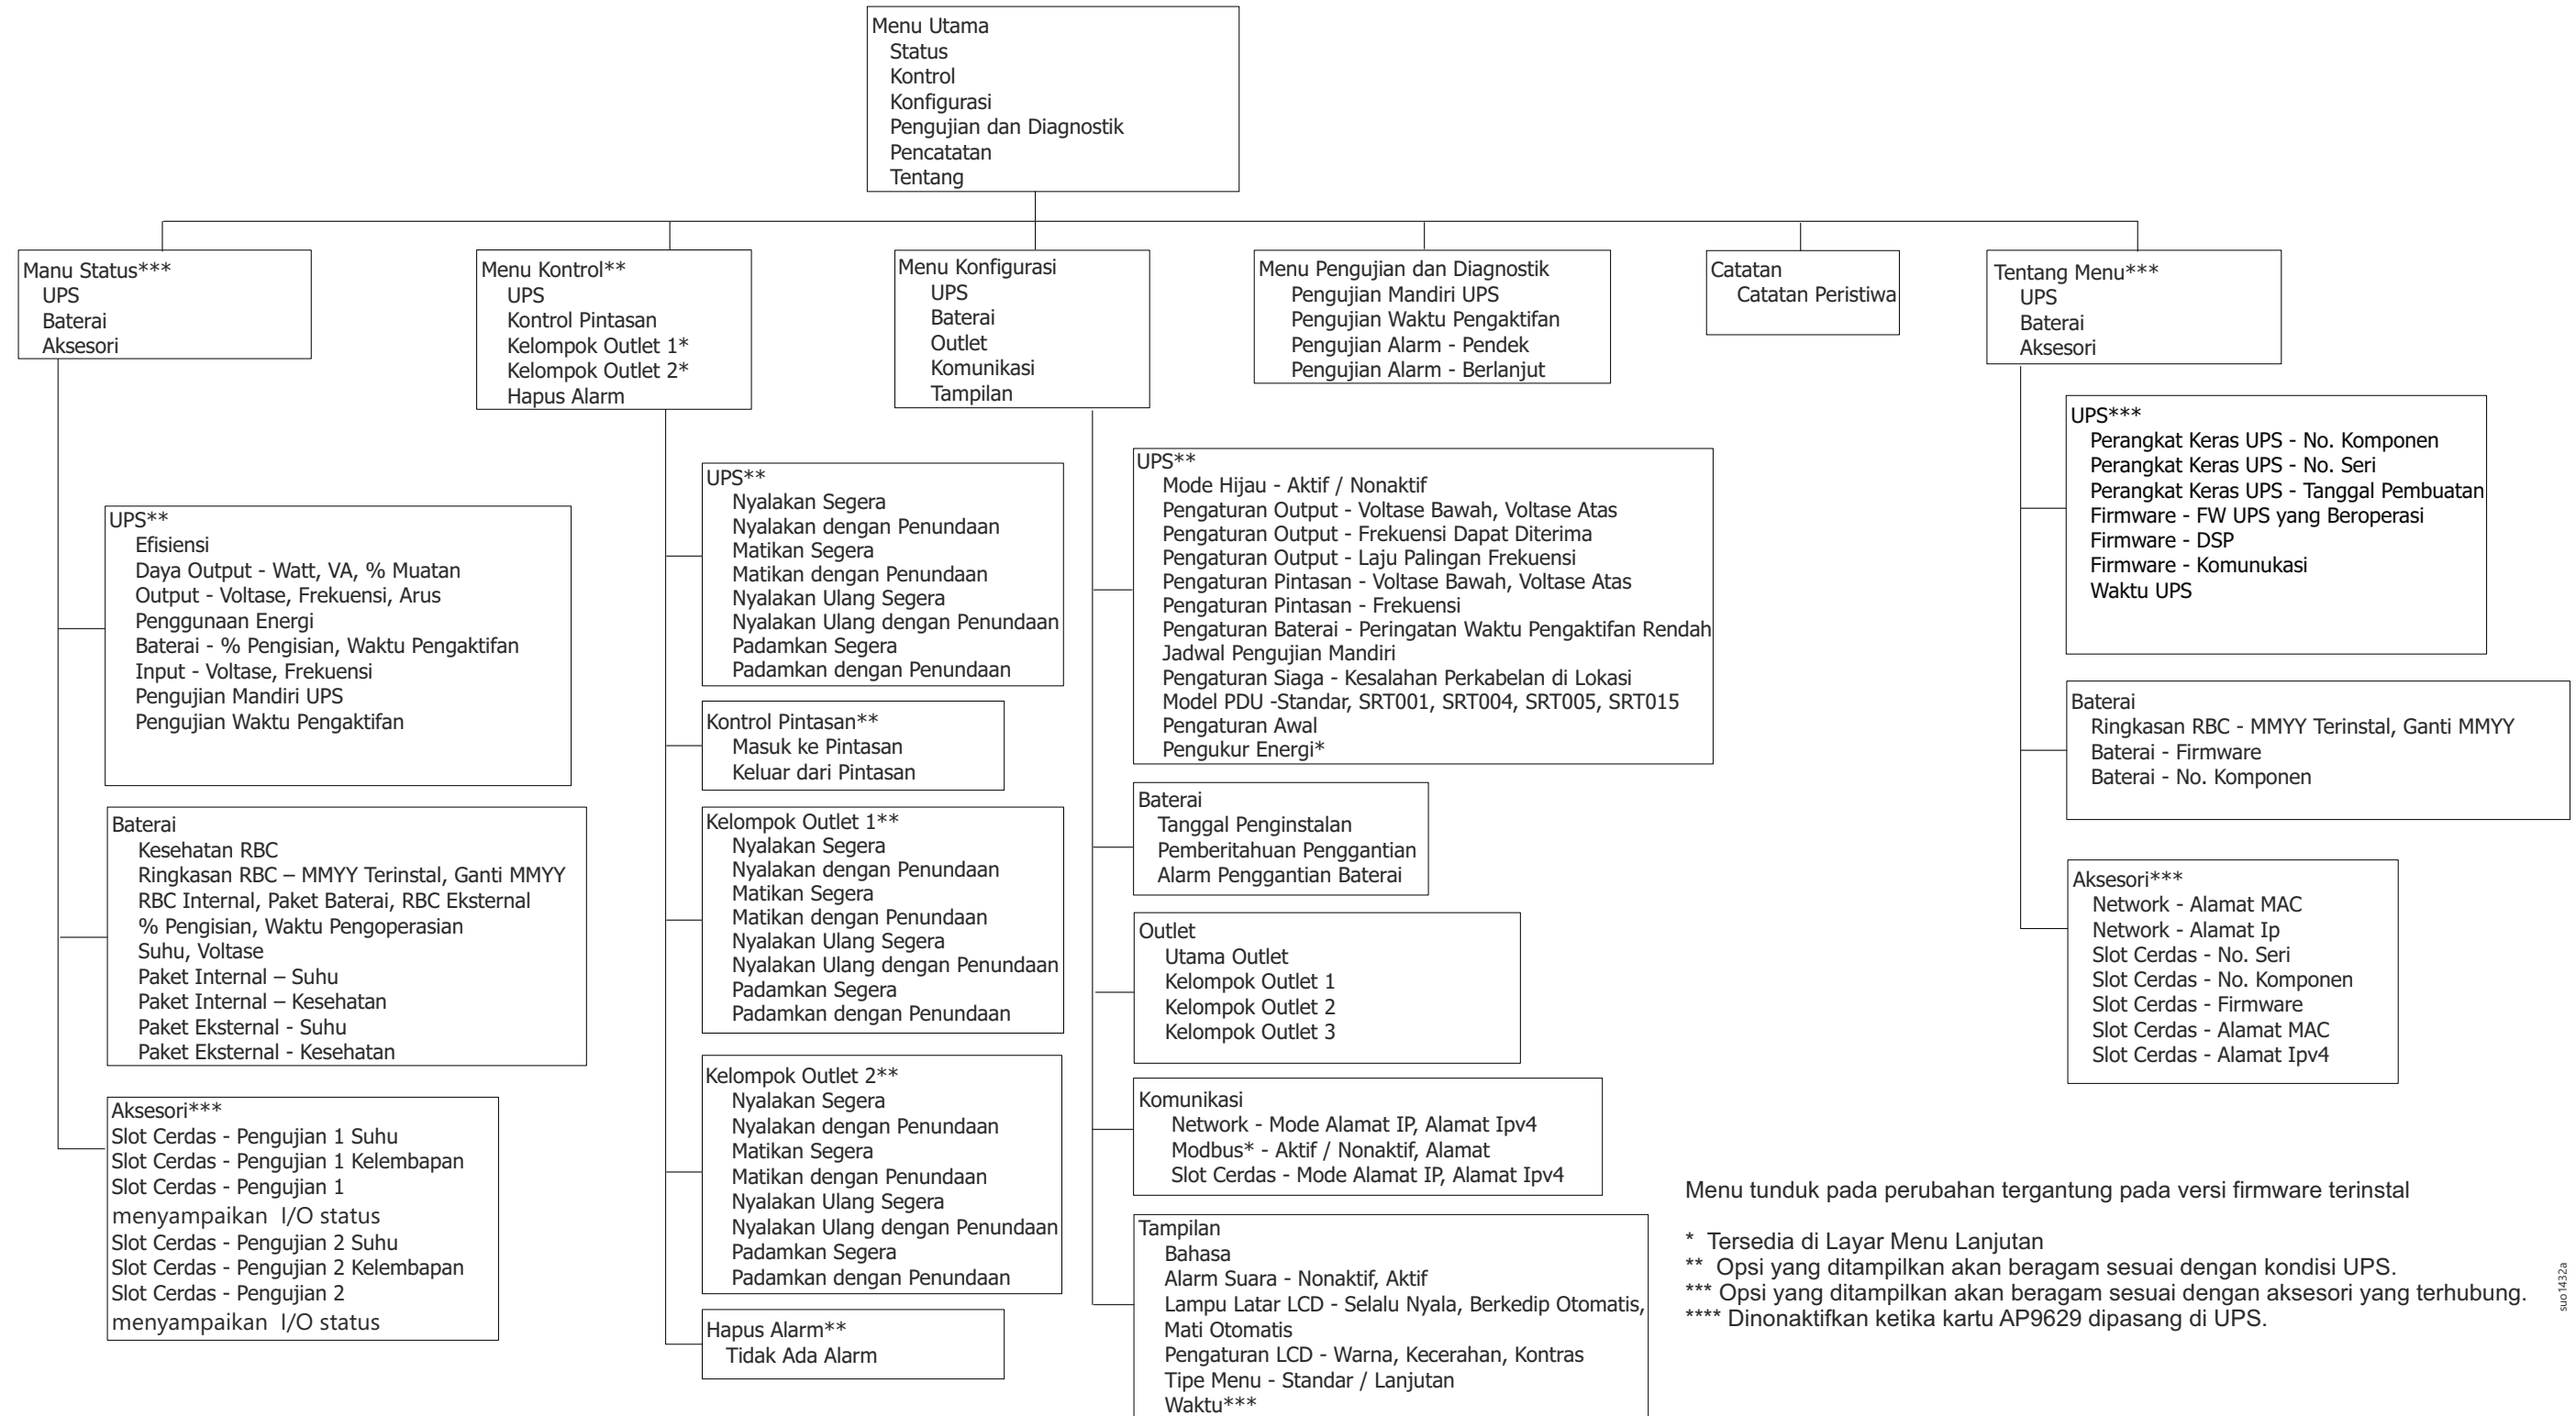 Menu Utama
Status
Kontrol
Konfigurasi
Pengujian dan Diagnostik
Pencatatan
Tentang
Manu Status***
UPS
Baterai
Aksesori
UPS**
Efisiensi
Daya Output - Watt, VA, % Muatan
Output - Voltase, Frekuensi, Arus
Penggunaan Energi
Baterai - % Pengisian, Waktu Pengaktifan
Input - Voltase, Frekuensi
Pengujian Mandiri UPS
Pengujian Waktu Pengaktifan
Baterai
Kesehatan RBC
Ringkasan RBC – MMYY Terinstal, Ganti MMYY
RBC Internal, Paket Baterai, RBC Eksternal
% Pengisian, Waktu Pengoperasian
Suhu, Voltase
Paket Internal – Suhu
Paket Internal – Kesehatan
Paket Eksternal - Suhu
Paket Eksternal - Kesehatan
Aksesori***
Slot Cerdas - Pengujian 1 Suhu
Slot Cerdas - Pengujian 1 Kelembapan
Slot Cerdas - Pengujian 1
menyampaikan I/O status
Slot Cerdas - Pengujian 2 Suhu
Slot Cerdas - Pengujian 2 Kelembapan
Slot Cerdas - Pengujian 2
menyampaikan I/O status
Menu Kontrol**
UPS
Kontrol Pintasan
Kelompok Outlet 1*
Kelompok Outlet 2*
Hapus Alarm
UPS**
Nyalakan Segera
Nyalakan dengan Penundaan
Matikan Segera
Matikan dengan Penundaan
Nyalakan Ulang Segera
Nyalakan Ulang dengan Penundaan
Padamkan Segera
Padamkan dengan Penundaan
Kontrol Pintasan**
Masuk ke Pintasan
Keluar dari Pintasan
Kelompok Outlet 1**
Nyalakan Segera
Nyalakan dengan Penundaan
Matikan Segera
Matikan dengan Penundaan
Nyalakan Ulang Segera
Nyalakan Ulang dengan Penundaan
Padamkan Segera
Padamkan dengan Penundaan
Kelompok Outlet 2**
Nyalakan Segera
Nyalakan dengan Penundaan
Matikan Segera
Matikan dengan Penundaan
Nyalakan Ulang Segera
Nyalakan Ulang dengan Penundaan
Padamkan Segera
Padamkan dengan Penundaan
Hapus Alarm**
Tidak Ada Alarm
Menu Konfigurasi
UPS
Baterai
Outlet
Komunikasi
Tampilan
UPS**
Mode Hijau - Aktif / Nonaktif
Pengaturan Output - Voltase Bawah, Voltase Atas
Pengaturan Output - Frekuensi Dapat Diterima
Pengaturan Output - Laju Palingan Frekuensi
Pengaturan Pintasan - Voltase Bawah, Voltase Atas
Pengaturan Pintasan - Frekuensi
Pengaturan Baterai - Peringatan Waktu Pengaktifan Rendah
Jadwal Pengujian Mandiri
Pengaturan Siaga - Kesalahan Perkabelan di Lokasi
Model PDU -Standar, SRT001, SRT004, SRT005, SRT015
Pengaturan Awal
Pengukur Energi*
Baterai
Tanggal Penginstalan
Pemberitahuan Penggantian
Alarm Penggantian Baterai
Outlet
Utama Outlet
Kelompok Outlet 1
Kelompok Outlet 2
Kelompok Outlet 3
Komunikasi
Network - Mode Alamat IP, Alamat Ipv4
Modbus* - Aktif / Nonaktif, Alamat
Slot Cerdas - Mode Alamat IP, Alamat Ipv4
Tampilan
Bahasa
Alarm Suara - Nonaktif, Aktif
Lampu Latar LCD - Selalu Nyala, Berkedip Otomatis,
Mati Otomatis
Pengaturan LCD - Warna, Kecerahan, Kontras
Tipe Menu - Standar / Lanjutan
Waktu***
Menu Pengujian dan Diagnostik
Pengujian Mandiri UPS
Pengujian Waktu Pengaktifan
Pengujian Alarm - Pendek
Pengujian Alarm - Berlanjut
Catatan
Catatan Peristiwa
Tentang Menu***
UPS
Baterai
Aksesori
UPS***
Perangkat Keras UPS - No. Komponen
Perangkat Keras UPS - No. Seri
Perangkat Keras UPS - Tanggal Pembuatan
Firmware - FW UPS yang Beroperasi
Firmware - DSP
Firmware - Komunukasi
Waktu UPS
Baterai
Ringkasan RBC - MMYY Terinstal, Ganti MMYY
Baterai - Firmware
Baterai - No. Komponen
Aksesori***
Network - Alamat MAC
Network - Alamat Ip
Slot Cerdas - No. Seri
Slot Cerdas - No. Komponen
Slot Cerdas - Firmware
Slot Cerdas - Alamat MAC
Slot Cerdas - Alamat Ipv4
Menu tunduk pada perubahan tergantung pada versi firmware terinstal
* Tersedia di Layar Menu Lanjutan
** Opsi yang ditampilkan akan beragam sesuai dengan kondisi UPS.
*** Opsi yang ditampilkan akan beragam sesuai dengan aksesori yang terhubung.
**** Dinonaktifkan ketika kartu AP9629 dipasang di UPS.
suo1432a